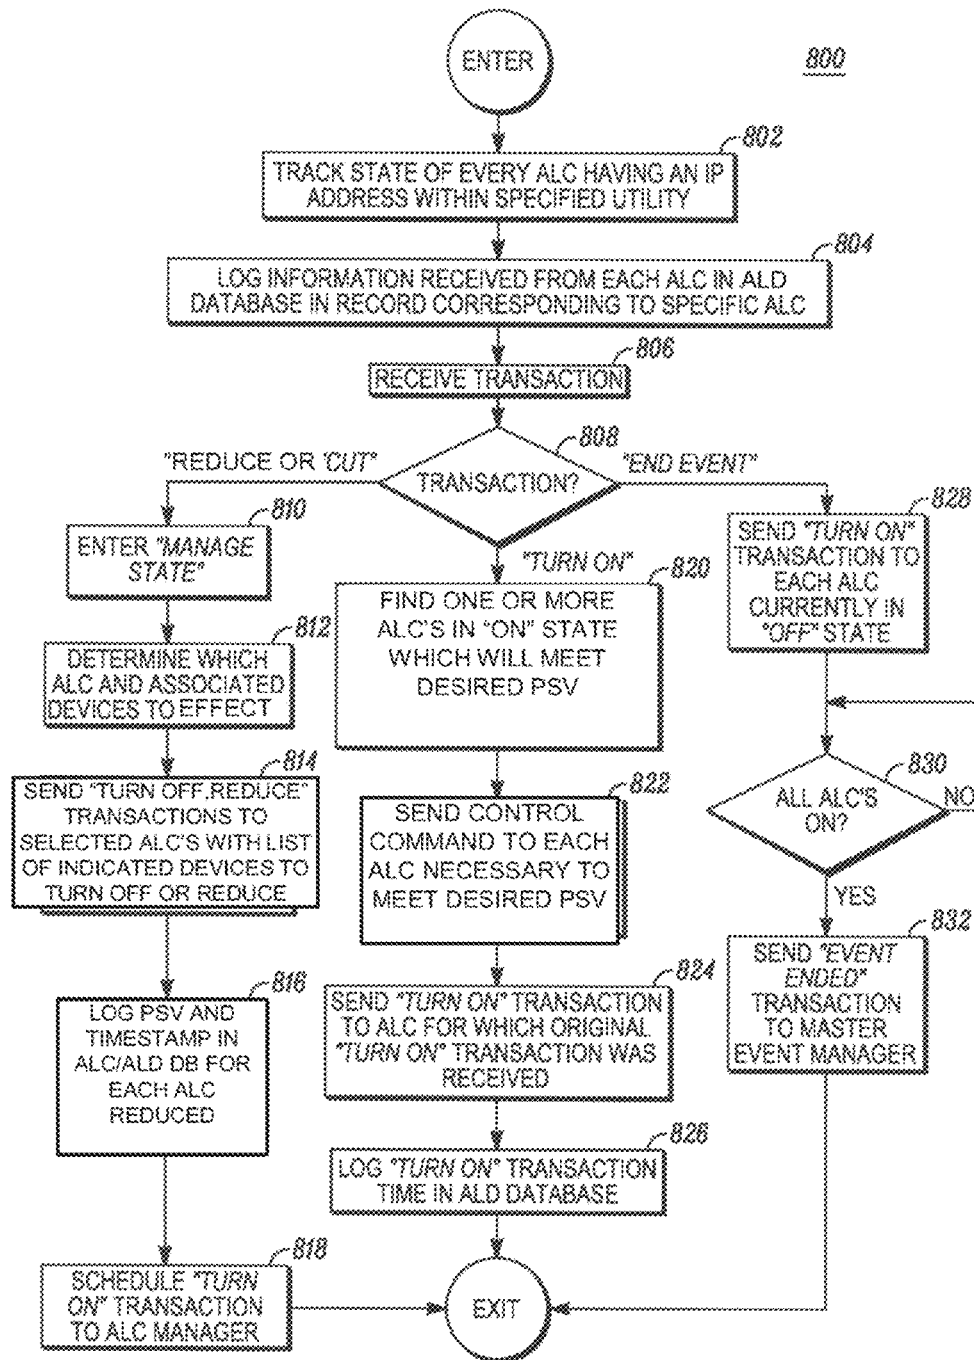 ENTER
800
802
TRACK STATE OF EVERY ALC HAVING AN IP
ADDRESS WITHIN SPECIFIED UTILITY
804
LOG INFORMATION RECEIVED FROM EACH ALC IN ALD
DATABASE IN RECORD CORRESPONDING TO SPECIFIC ALC
806
RECEIVE TRANSACTION
808
TRANSACTION?
"REDUCE OR 'CUT"
"END EVENT"
"TURN ON"
810
ENTER "MANAGE
STATE"
812
DETERMINE WHICH
ALC AND ASSOCIATED
DEVICES TO EFFECT
814
SEND "TURN OFF,REDUCE"
TRANSACTIONS TO
SELECTED ALC'S WITH LIST
OF INDICATED DEVICES TO
TURN OFF OR REDUCE
816
LOG PSV AND
TIMESTAMP IN
ALC/ALD DB FOR
EACH ALC
REDUCED
818
SCHEDULE "TURN
ON" TRANSACTION
TO ALC MANAGER
820
FIND ONE OR MORE
ALC'S IN "ON" STATE
WHICH WILL MEET
DESIRED PSV
822
SEND CONTROL
COMMAND TO EACH
ALC NECESSARY TO
MEET DESIRED PSV
824
SEND "TURN ON" TRANSACTION
TO ALC FOR WHICH ORIGINAL
"TURN ON" TRANSACTION WAS
RECEIVED
826
LOG "TURN ON" TRANSACTION
TIME IN ALD DATABASE
828
SEND "TURN ON"
TRANSACTION TO
EACH ALC
CURRENTLY IN
"OFF" STATE
830
ALL ALC'S
ON?
NO
YES
832
SEND "EVENT
ENDED"
TRANSACTION
TO MASTER
EVENT MANAGER
EXIT